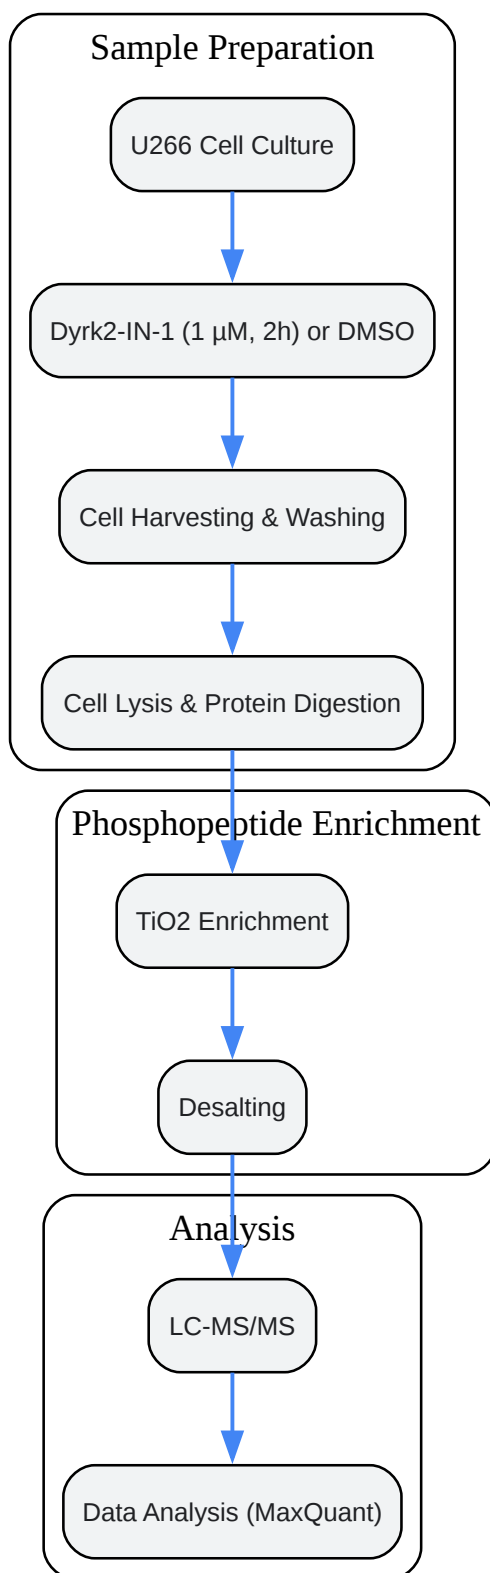 Sample Preparation
U266 Cell Culture
Dyrk2-IN-1 (1 µM, 2h) or DMSO
Cell Harvesting & Washing
Cell Lysis & Protein Digestion
Phosphopeptide Enrichment
TiO2 Enrichment
Desalting
Analysis
LC-MS/MS
Data Analysis (MaxQuant)